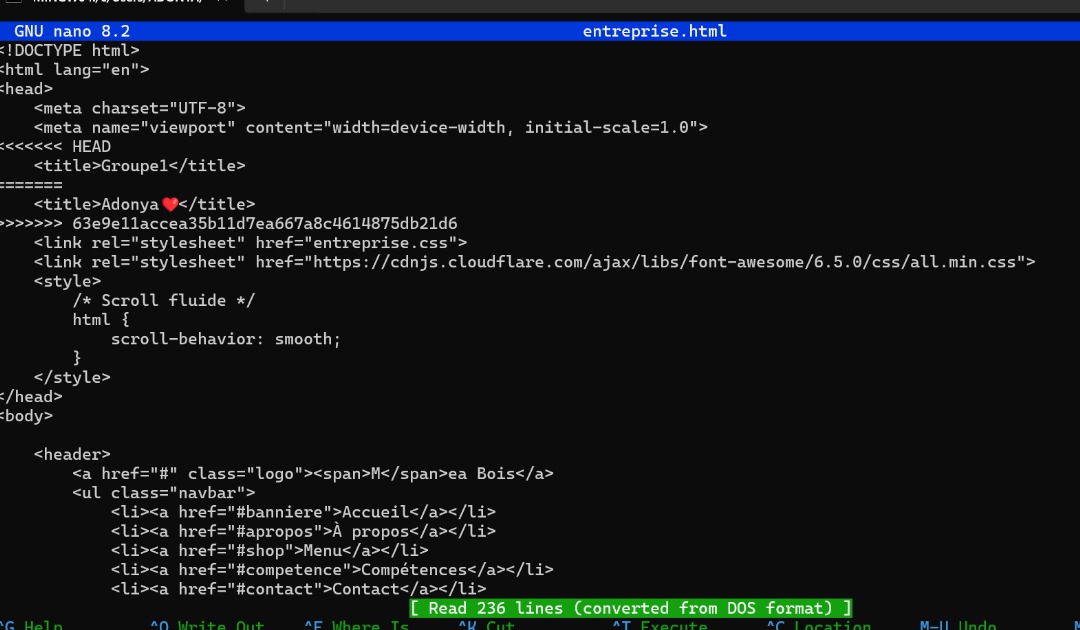 GNU nano 8.2 entreprise.html
<!DOCTYPE html>
<html lang="en">
<head>
    <meta charset="UTF-8">
    <meta name="viewport" content="width=device-width, initial-scale=1.0">
<<<<<<< HEAD
    <title>Groupe1</title>
=======
    <title>Adonya❤️</title>
>>>>>>> 63e9e11accea35b11d7ea667a8c4614875db21d6
    <link rel="stylesheet" href="entreprise.css">
    <link rel="stylesheet" href="https://cdnjs.cloudflare.com/ajax/libs/font-awesome/6.5.0/css/all.min.css">
    <style>
        /* Scroll fluide */
        html {
            scroll-behavior: smooth;
        }
    </style>
</head>
<body>
    <header>
        <a href="#" class="logo"><span>M</span>ea Bois</a>
        <ul class="navbar">
            <li><a href="#banniere">Accueil</a></li>
            <li><a href="#apropos">À propos</a></li>
            <li><a href="#shop">Menu</a></li>
            <li><a href="#competence">Compétences</a></li>
            <li><a href="#contact">Contact</a></li>
[ Read 236 lines (converted from DOS format) ]
^G Help ^O Write Out ^F Where Is ^K Cut ^T Execute ^C Location M-U Undo